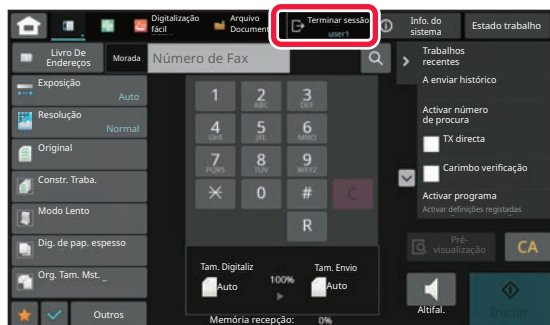 Digitalização
fácil
Arquivo
Document
Terminar sessão
user1
Info. do
sistema
Estado trabalho
Livro De
Endereços
Morada
Número de Fax
Trabalhos
recentes
A enviar histórico
Exposição
Auto
Resolução
Normal
Original
Constr. Traba.
Modo Lento
Dig. de pap. espesso
Org. Tam. Mst. _
Outros
1
2
ABC
3
DEF
4
GHI
5
JKL
6
MNO
7
PQRS
8
TUV
9
WXYZ
0
#
C
R
Activar número
de procura
TX directa
Carimbo verificação
Activar programa
Activar definições registadas
Pré-
visualização
CA
Tam. Digitaliz
Auto
100%
Tam. Envio
Auto
Altifal.
Iniciar
Memória recepção: 0%